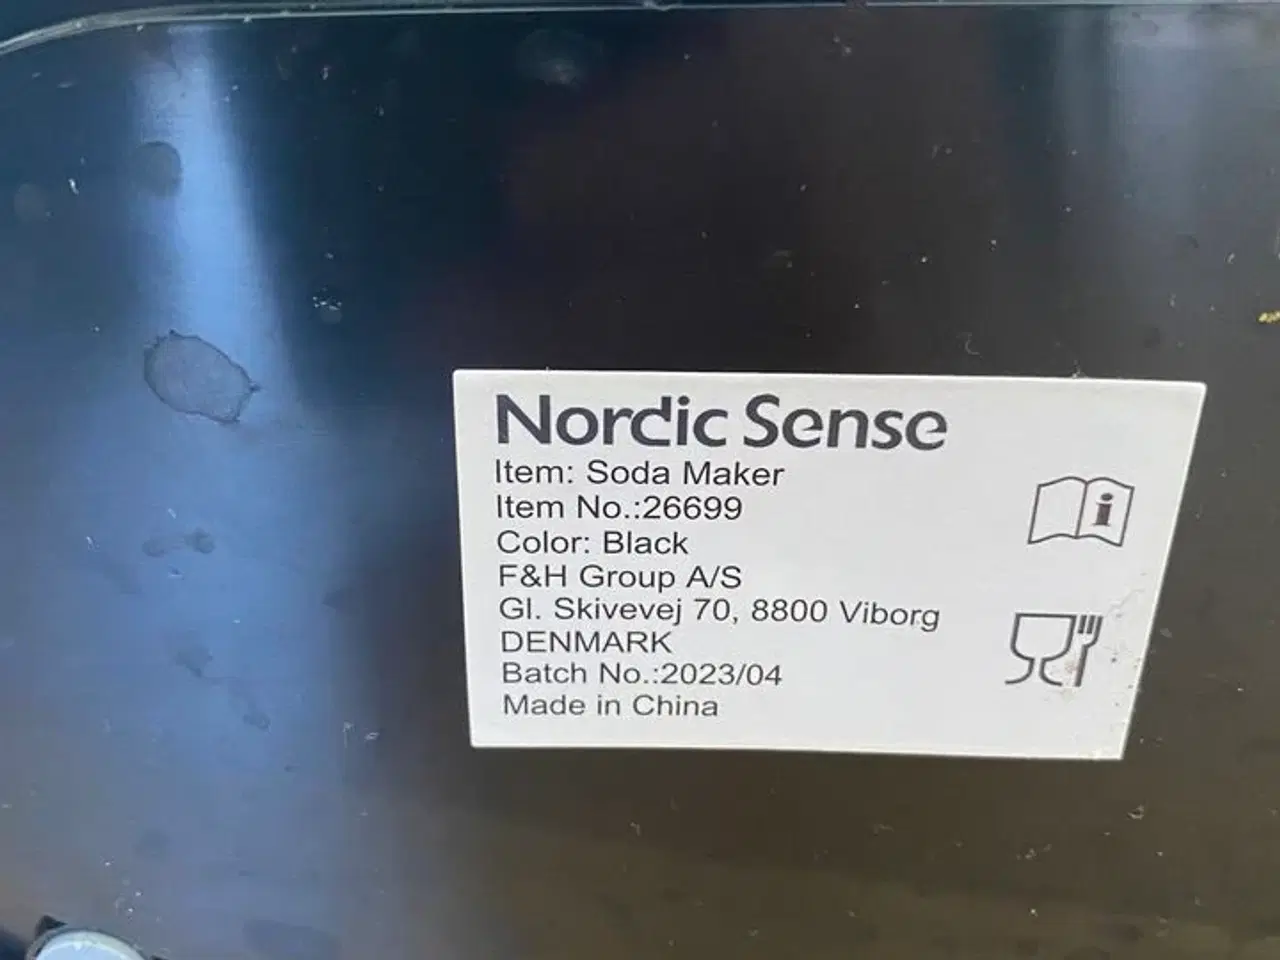 Nordic Sense
Item: Soda Maker
Item No.:26699
Color: Black
F&H Group A/S
Gl. Skivevej 70, 8800 Viborg
DENMARK
Batch No.:2023/04
Made in China